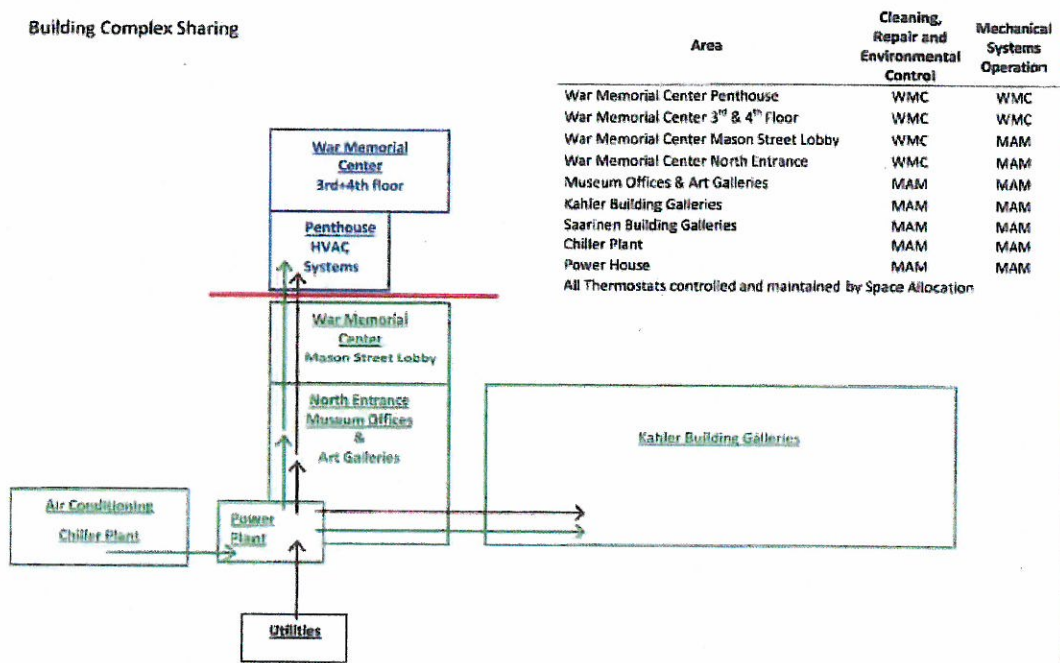 Building Complex Sharing
Area
Cleaning,
Repair and
Environmental
Control
Mechanical
Systems
Operation
War Memorial Center Penthouse WMC WMC
War Memorial Center 3rd & 4th Floor WMC WMC
War Memorial Center Mason Street Lobby WMC MAM
War Memorial Center North Entrance WMC MAM
Museum Offices & Art Galleries MAM MAM
Kahler Building Galleries MAM MAM
Saarinen Building Galleries MAM MAM
Chiller Plant MAM MAM
Power House MAM MAM
All Thermostats controlled and maintained by Space Allocation
War Memorial
Center
3rd+4th floor
Penthouse
HVAC
Systems
War Memorial
Center
Mason Street Lobby
North Entrance
Museum Offices
&
Art Galleries
Kahler Building Galleries
Air Conditioning
Chiller Plant
Power
Plant
Utilities